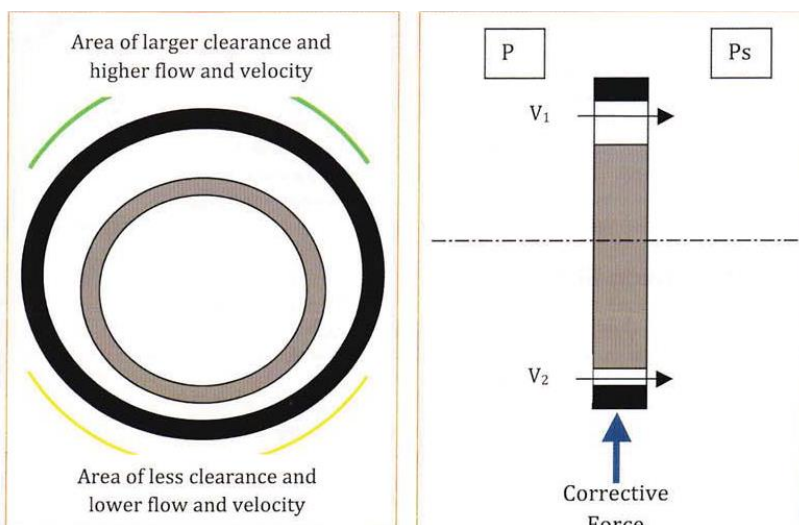 Area of larger clearance and
higher flow and velocity
Area of less clearance and
lower flow and velocity
P
Ps
V₁
V₂
Corrective
Force